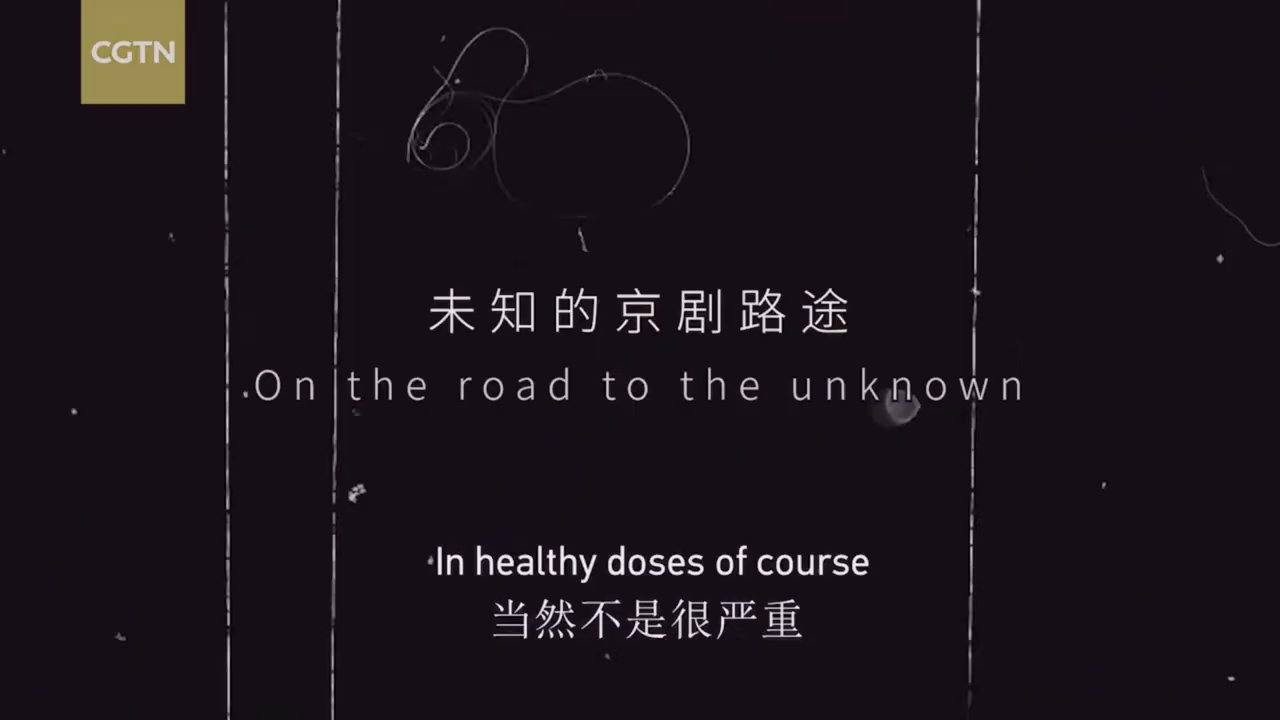 CGTN
未知的京剧路途
On the road to the unknown
In healthy doses of course
当然不是很严重